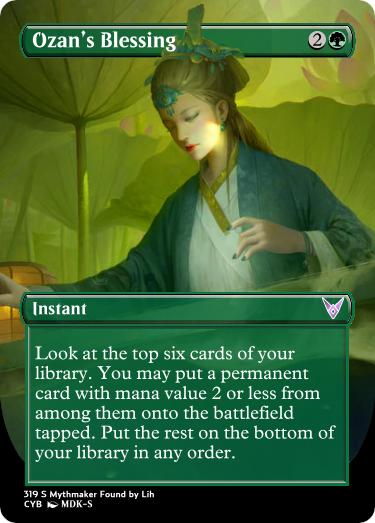 Ozan's Blessing 2
Instant
Look at the top six cards of your
library. You may put a permanent
card with mana value 2 or less from
among them onto the battlefield
tapped. Put the rest on the bottom of
your library in any order.
319 S Mythmaker Found by Lih
CYB MDK-S